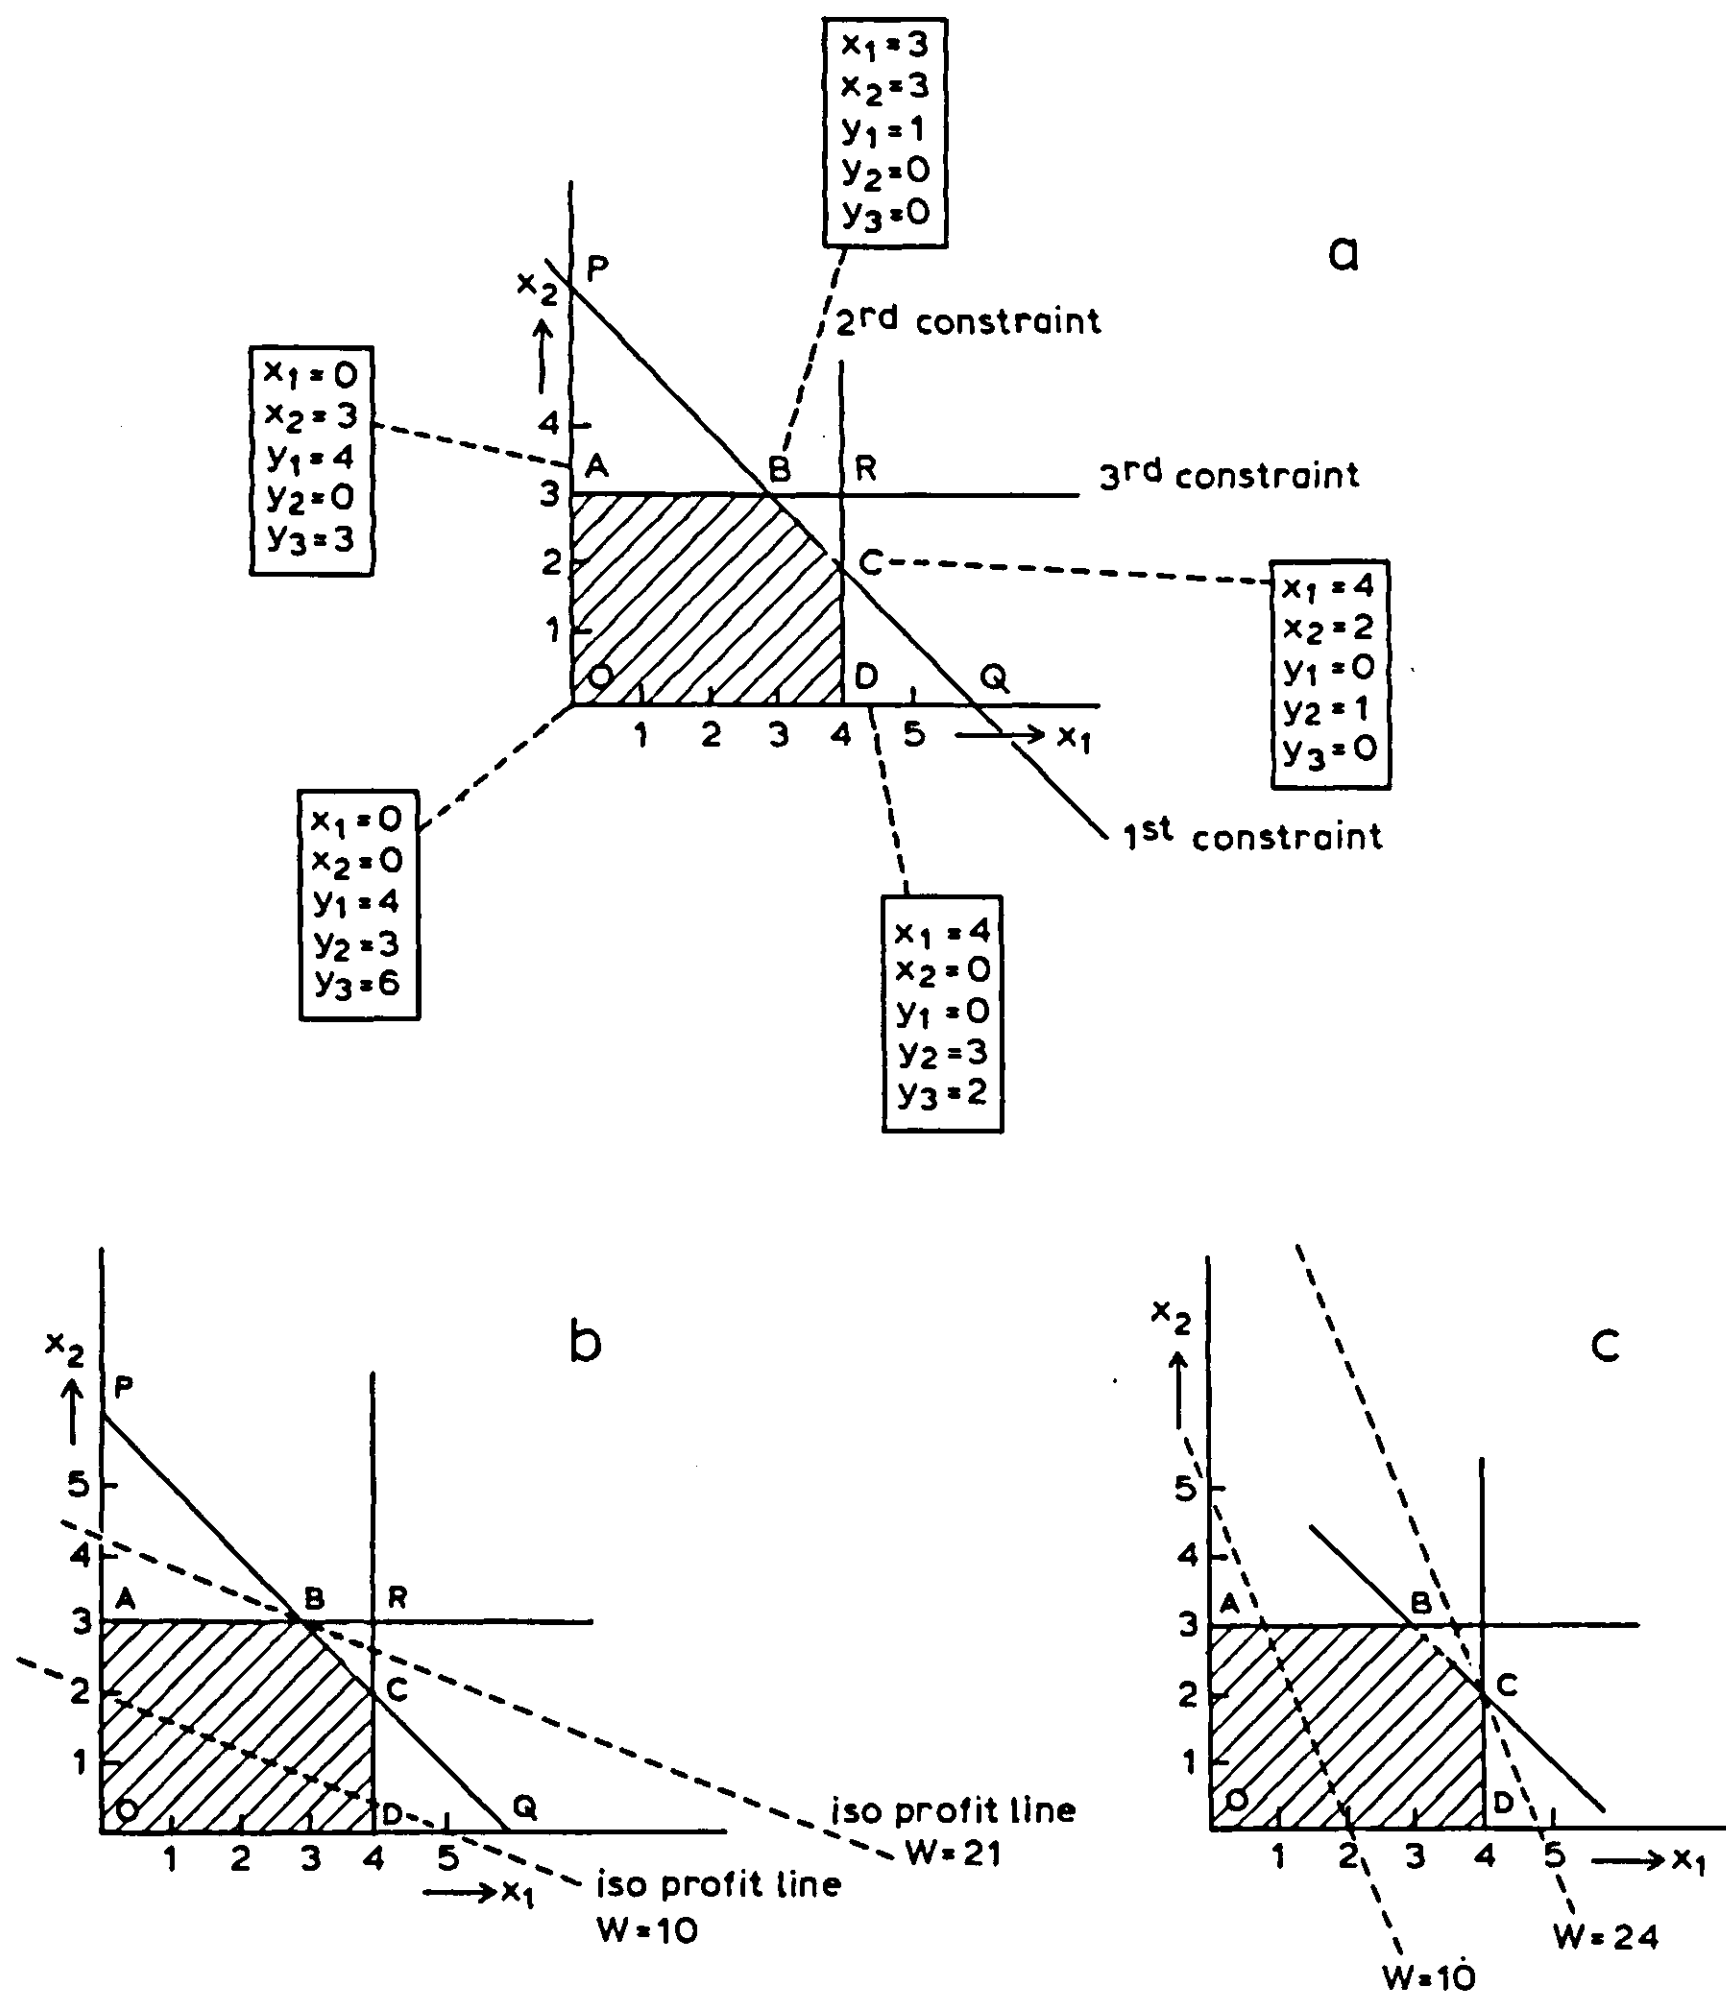 x1=3
x2=3
y1=1
y2=0
y3=0
a
P
x2
2rd constraint
x1=0
x2=3
y1=4
y2=0
y3=3
4
A
B
R
3
3rd constraint
2
C
x1=4
x2=2
y1=0
y2=1
y3=0
1
O
D
Q
1 2 3 4 5
x1
1st constraint
x1=0
x2=0
y1=4
y2=3
y3=6
x1=4
x2=0
y1=0
y2=3
y3=2
b
x2
P
5
4
A
B
R
3
2
C
1
O
D
Q
1 2 3 4 5
x1
iso profit line
W=21
iso profit line
W=10
c
x2
5
4
A
B
3
2
C
1
O
D
1 2 3 4 5
x1
W=24
W=10